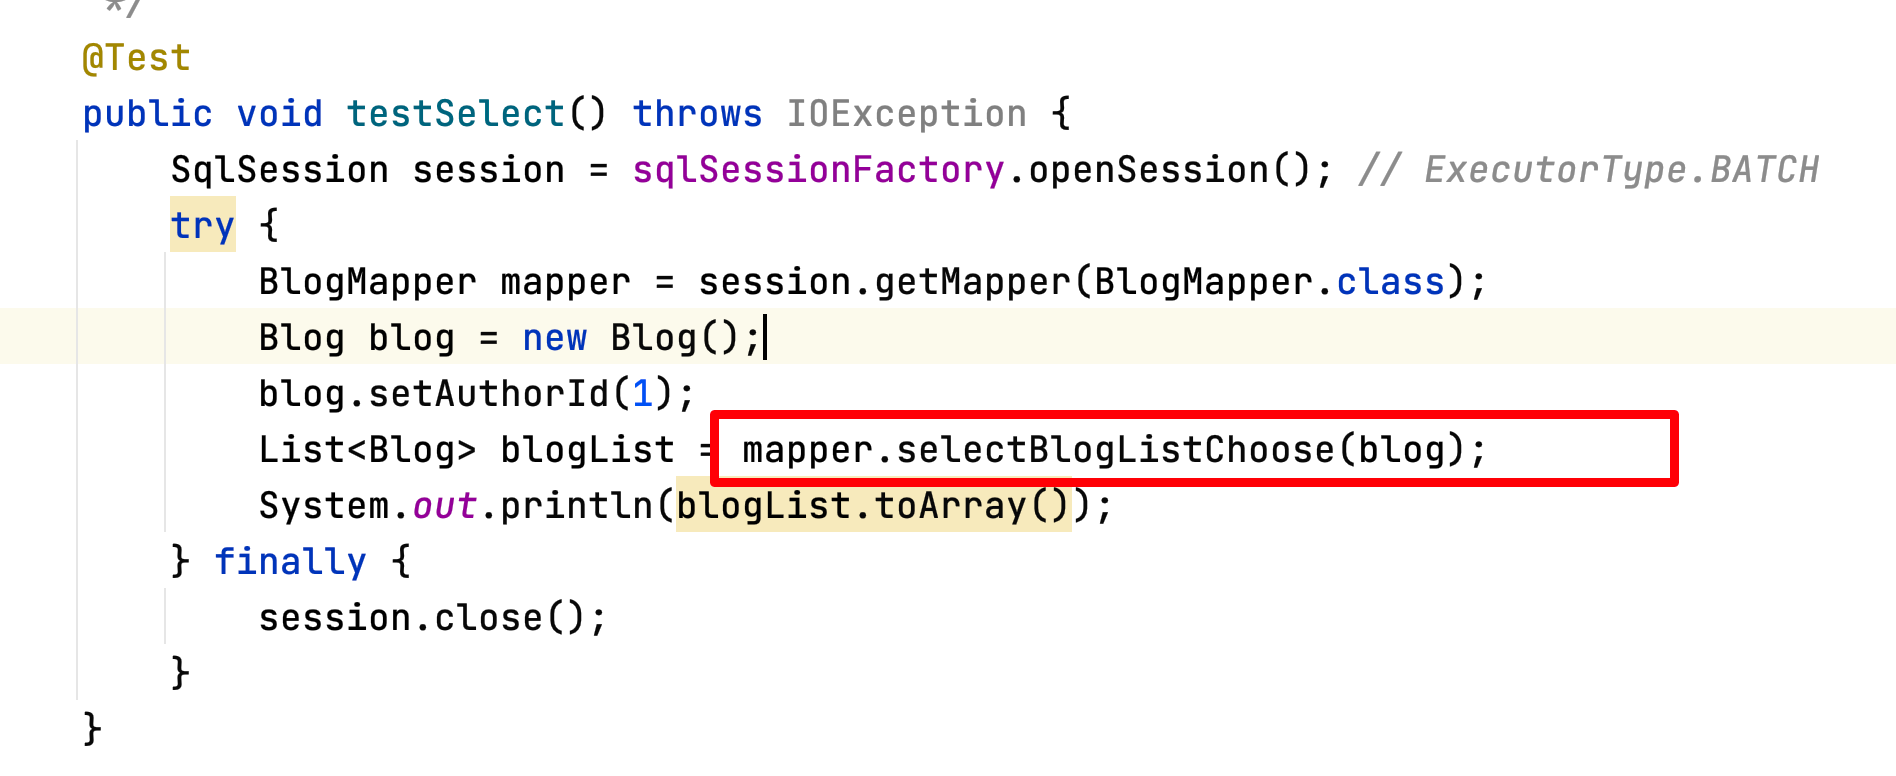 */
@Test
public void testSelect() throws IOException {
SqlSession session = sqlSessionFactory.openSession(); // ExecutorType.BATCH
try {
BlogMapper mapper = session.getMapper(BlogMapper.class);
Blog blog = new Blog();
blog.setAuthorId(1);
List<Blog> blogList = mapper.selectBlogListChoose(blog);
System.out.println(blogList.toArray());
} finally {
session.close();
}
}